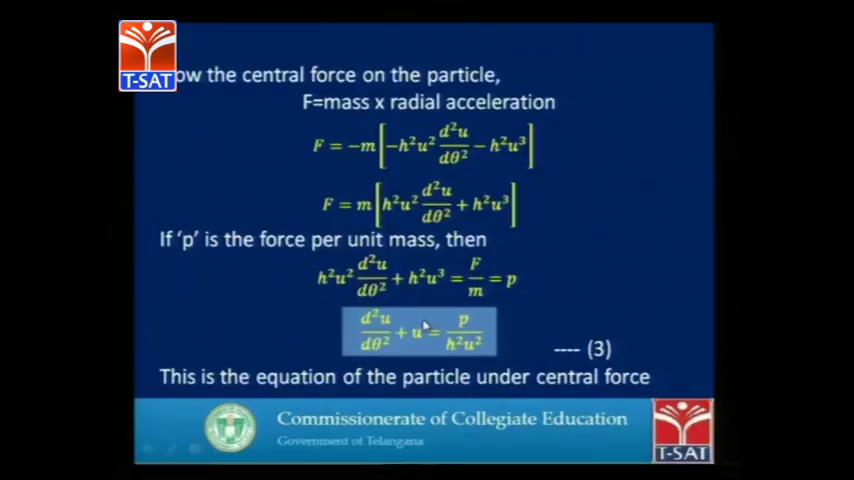 T-SAT
ow the central force on the particle,
F=mass x radial acceleration
F = −m[−h²u² d²u/dθ² − h²u³]
F = m[h²u² d²u/dθ² + h²u³]
If 'p' is the force per unit mass, then
h²u² d²u/dθ² + h²u³ = F/m = p
d²u/dθ² + u = p/h²u²
---- (3)
This is the equation of the particle under central force
Commissionerate of Collegiate Education
Government of Telangana
T-SAT